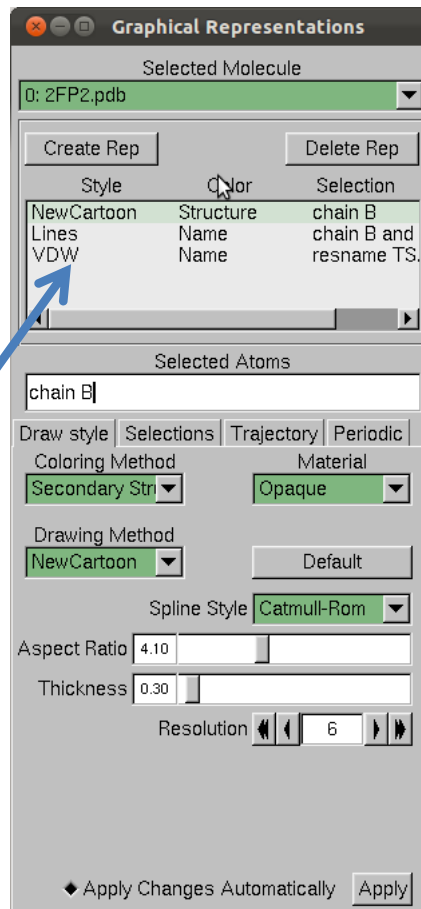 Graphical Representations
Selected Molecule
0: 2FP2.pdb
Create Rep Delete Rep
Style Color Selection
NewCartoon Structure chain B
Lines Name chain B and
VDW Name resname TS.
Selected Atoms
chain B
Draw style Selections Trajectory Periodic
Coloring Method Material
Secondary Stru Opaque
Drawing Method
NewCartoon Default
Spline Style Catmull-Rom
Aspect Ratio 4.10
Thickness 0.30
Resolution 6
Apply Changes Automatically Apply